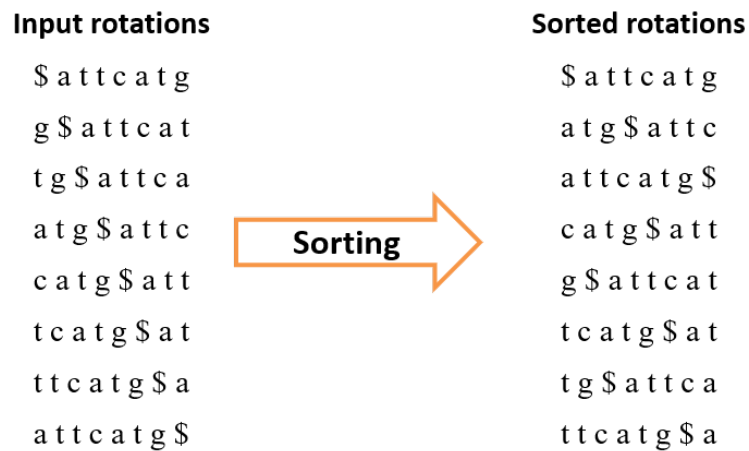 Input rotations
$ a t t c a t g
g $ a t t c a t
t g $ a t t c a
a t g $ a t t c
c a t g $ a t t
t c a t g $ a t
t t c a t g $ a
a t t c a t g $
Sorting
Sorted rotations
$ a t t c a t g
a t g $ a t t c
a t t c a t g $
c a t g $ a t t
g $ a t t c a t
t c a t g $ a t
t g $ a t t c a
t t c a t g $ a